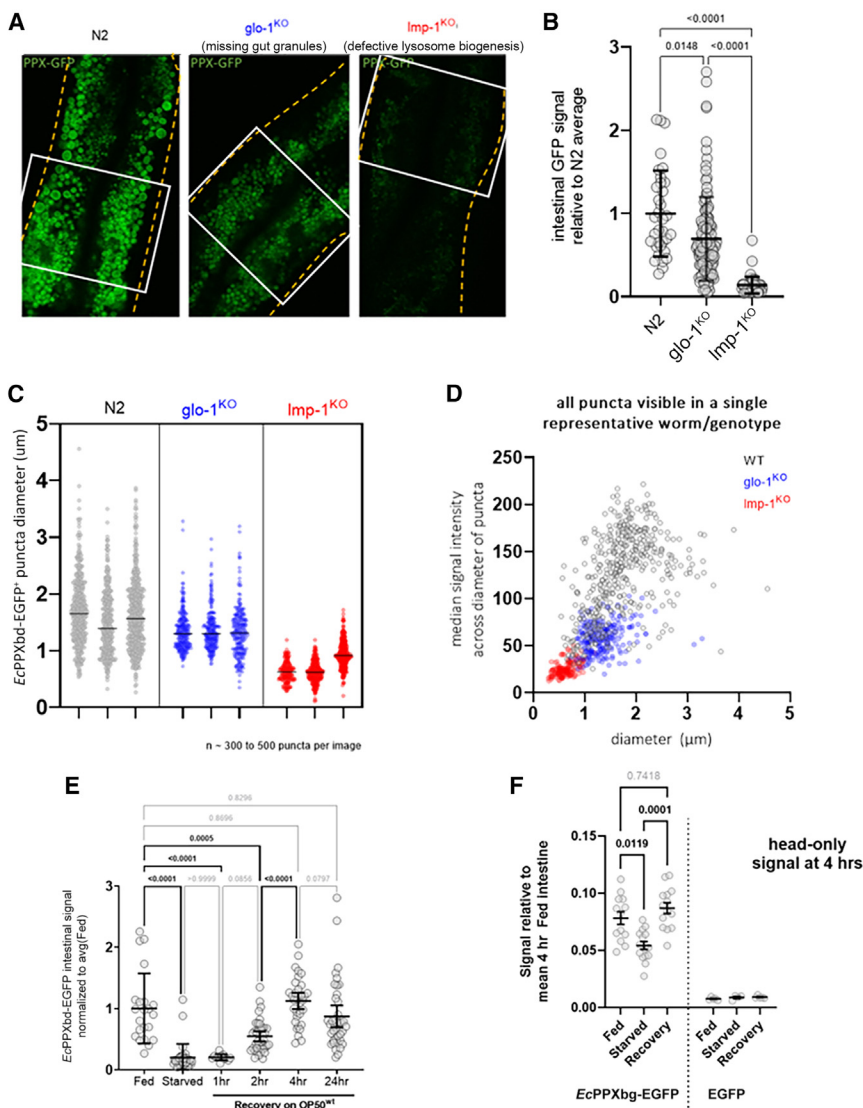 A
N2
glo-1KO
(missing gut granules)
lmp-1KO,
(defective lysosome biogenesis)
PPX-GFP
PPX-GFP
PPX-GFP
B
<0.0001
0.0148
<0.0001
intestinal GFP signal
relative to N2 average
3
2
1
0
N2
glo-1KO
lmp-1KO
C
N2
glo-1KO
lmp-1KO
EcPPXbd-EGFP+ puncta diameter (um)
5
4
3
2
1
0
n ~ 300 to 500 puncta per image
D
all puncta visible in a single
representative worm/genotype
WT
glo-1KO
lmp-1KO
median signal intensity
across diameter of puncta
250
200
150
100
50
0
0
1
2
3
4
5
diameter (µm)
E
0.8296
0.8696
0.0005
<0.0001
<0.0001
>0.9999
0.0856
<0.0001
0.0797
EcPPXbd-EGFP intestinal signal
normalized to avg(Fed)
3
2
1
0
Fed
Starved
1hr
2hr
4hr
24hr
Recovery on OP50wt
F
0.7418
0.0001
0.0119
head-only
signal at 4 hrs
Signal relative to
mean 4 hr Fed intestine
0.15
0.10
0.05
0.00
Fed
Starved
Recovery
Fed
Starved
Recovery
EcPPXbg-EGFP
EGFP